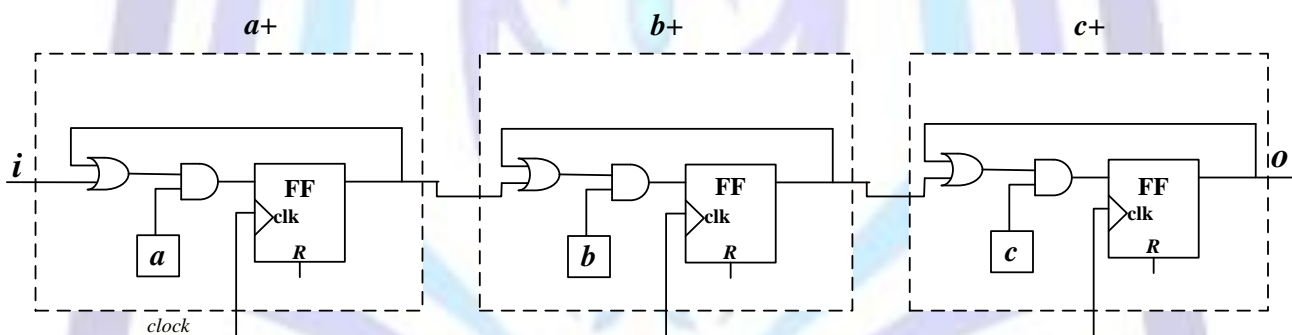 a+ b+ c+
i o
FF FF FF
clk clk clk
a b c
R R R
clock